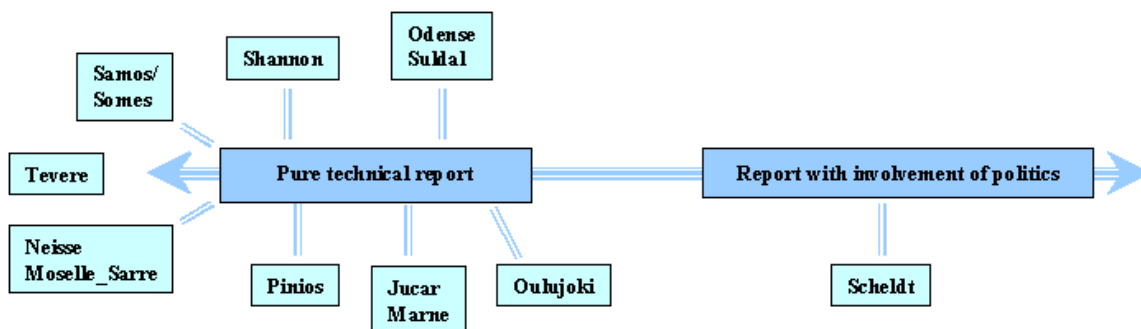 Odense
Suldal
Shannon
Samos/
Somes
Tevere
Pure technical report
Report with involvement of politics
Neisse
Moselle_Sarre
Pinios
Jucar
Marne
Oulujoki
Scheldt